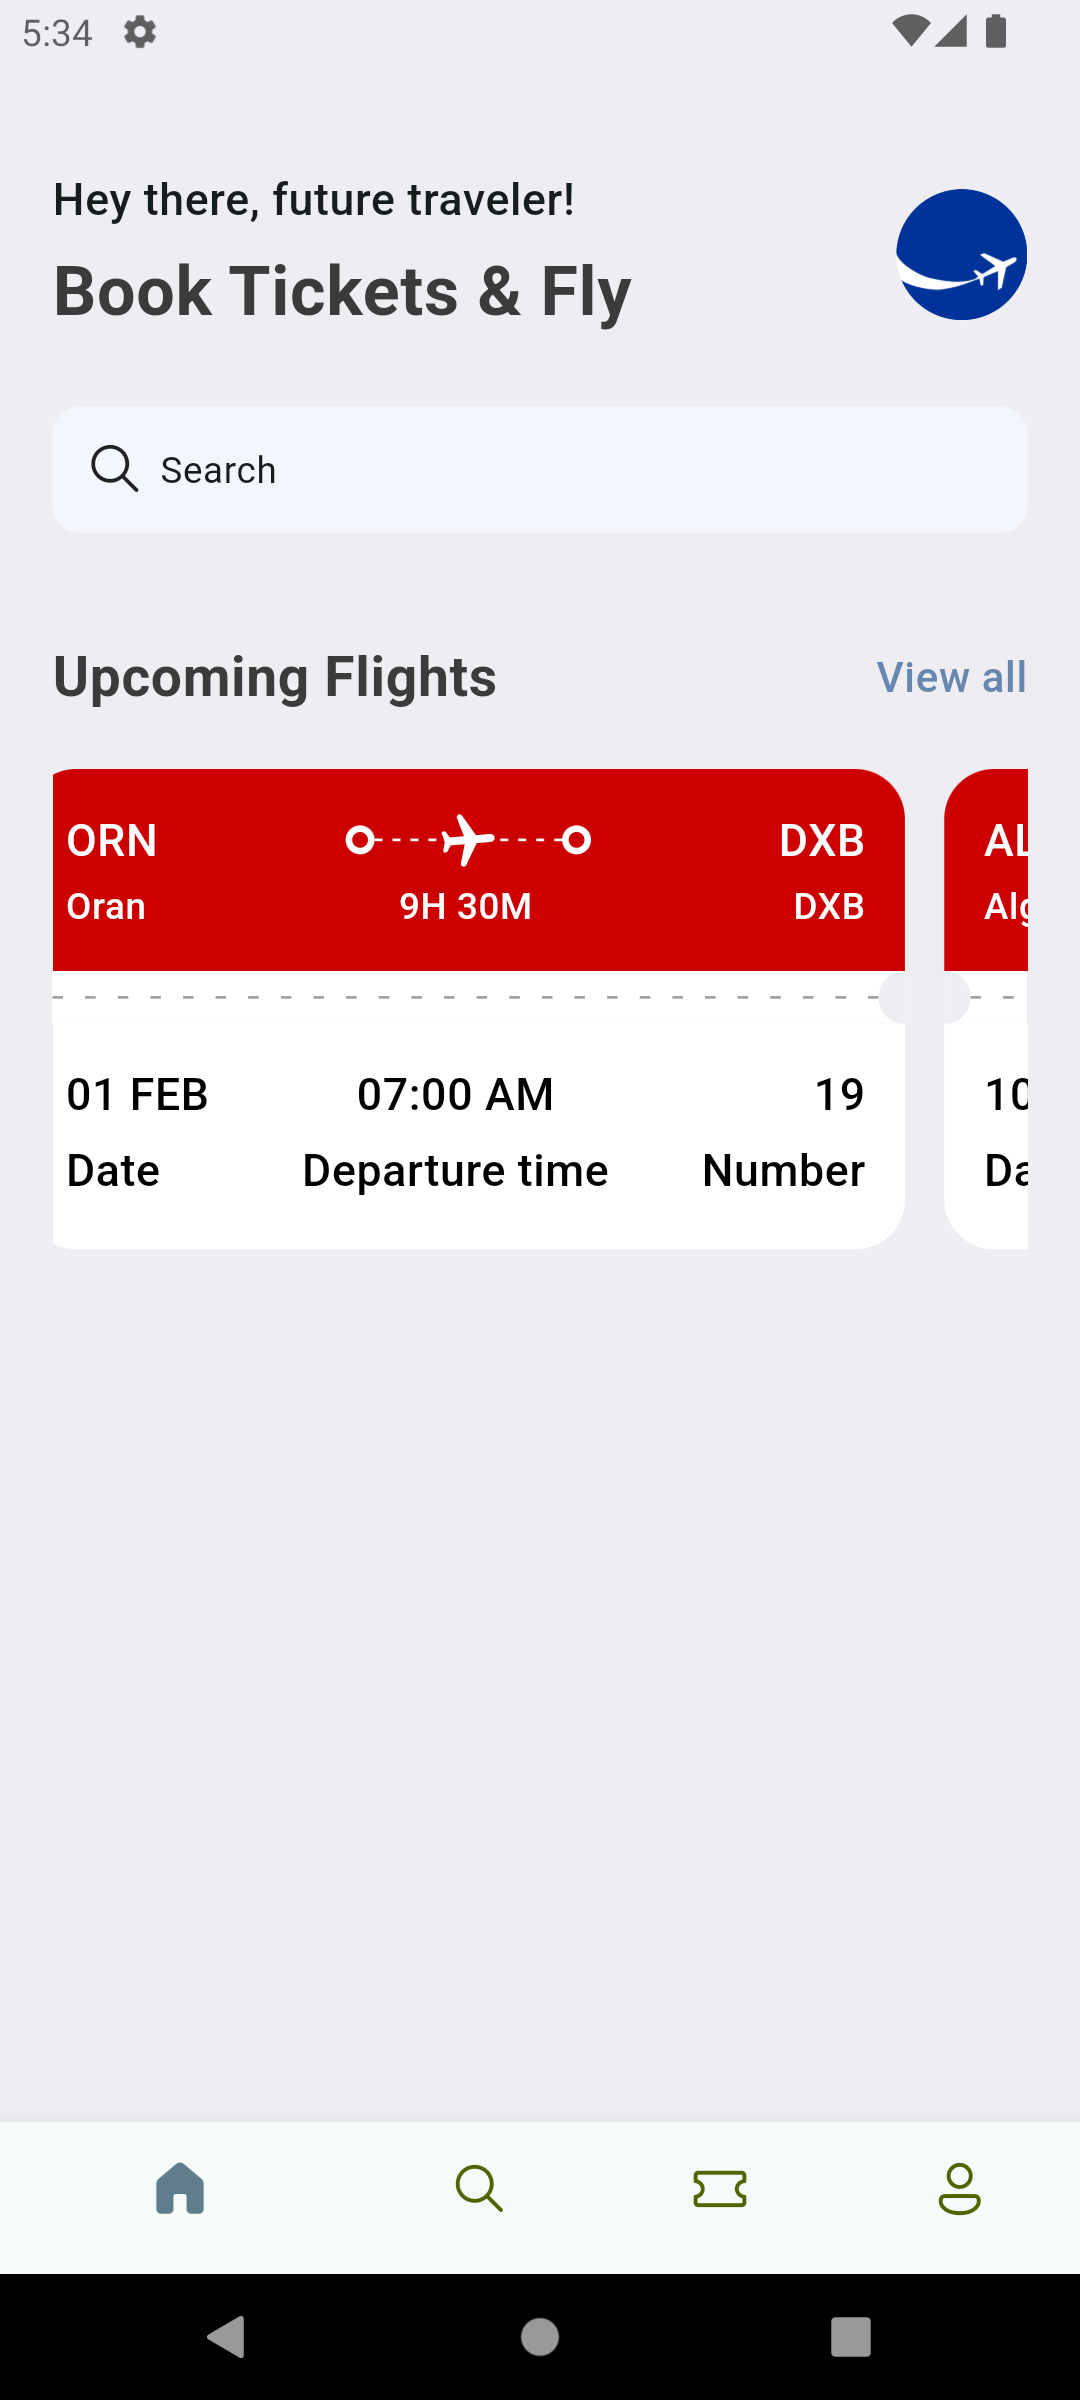 5:34
Hey there, future traveler!
Book Tickets & Fly
Search
Upcoming Flights
View all
ORN
DXB
AL
Oran
9H 30M
DXB
Alg
01 FEB
07:00 AM
19
10
Date
Departure time
Number
Da